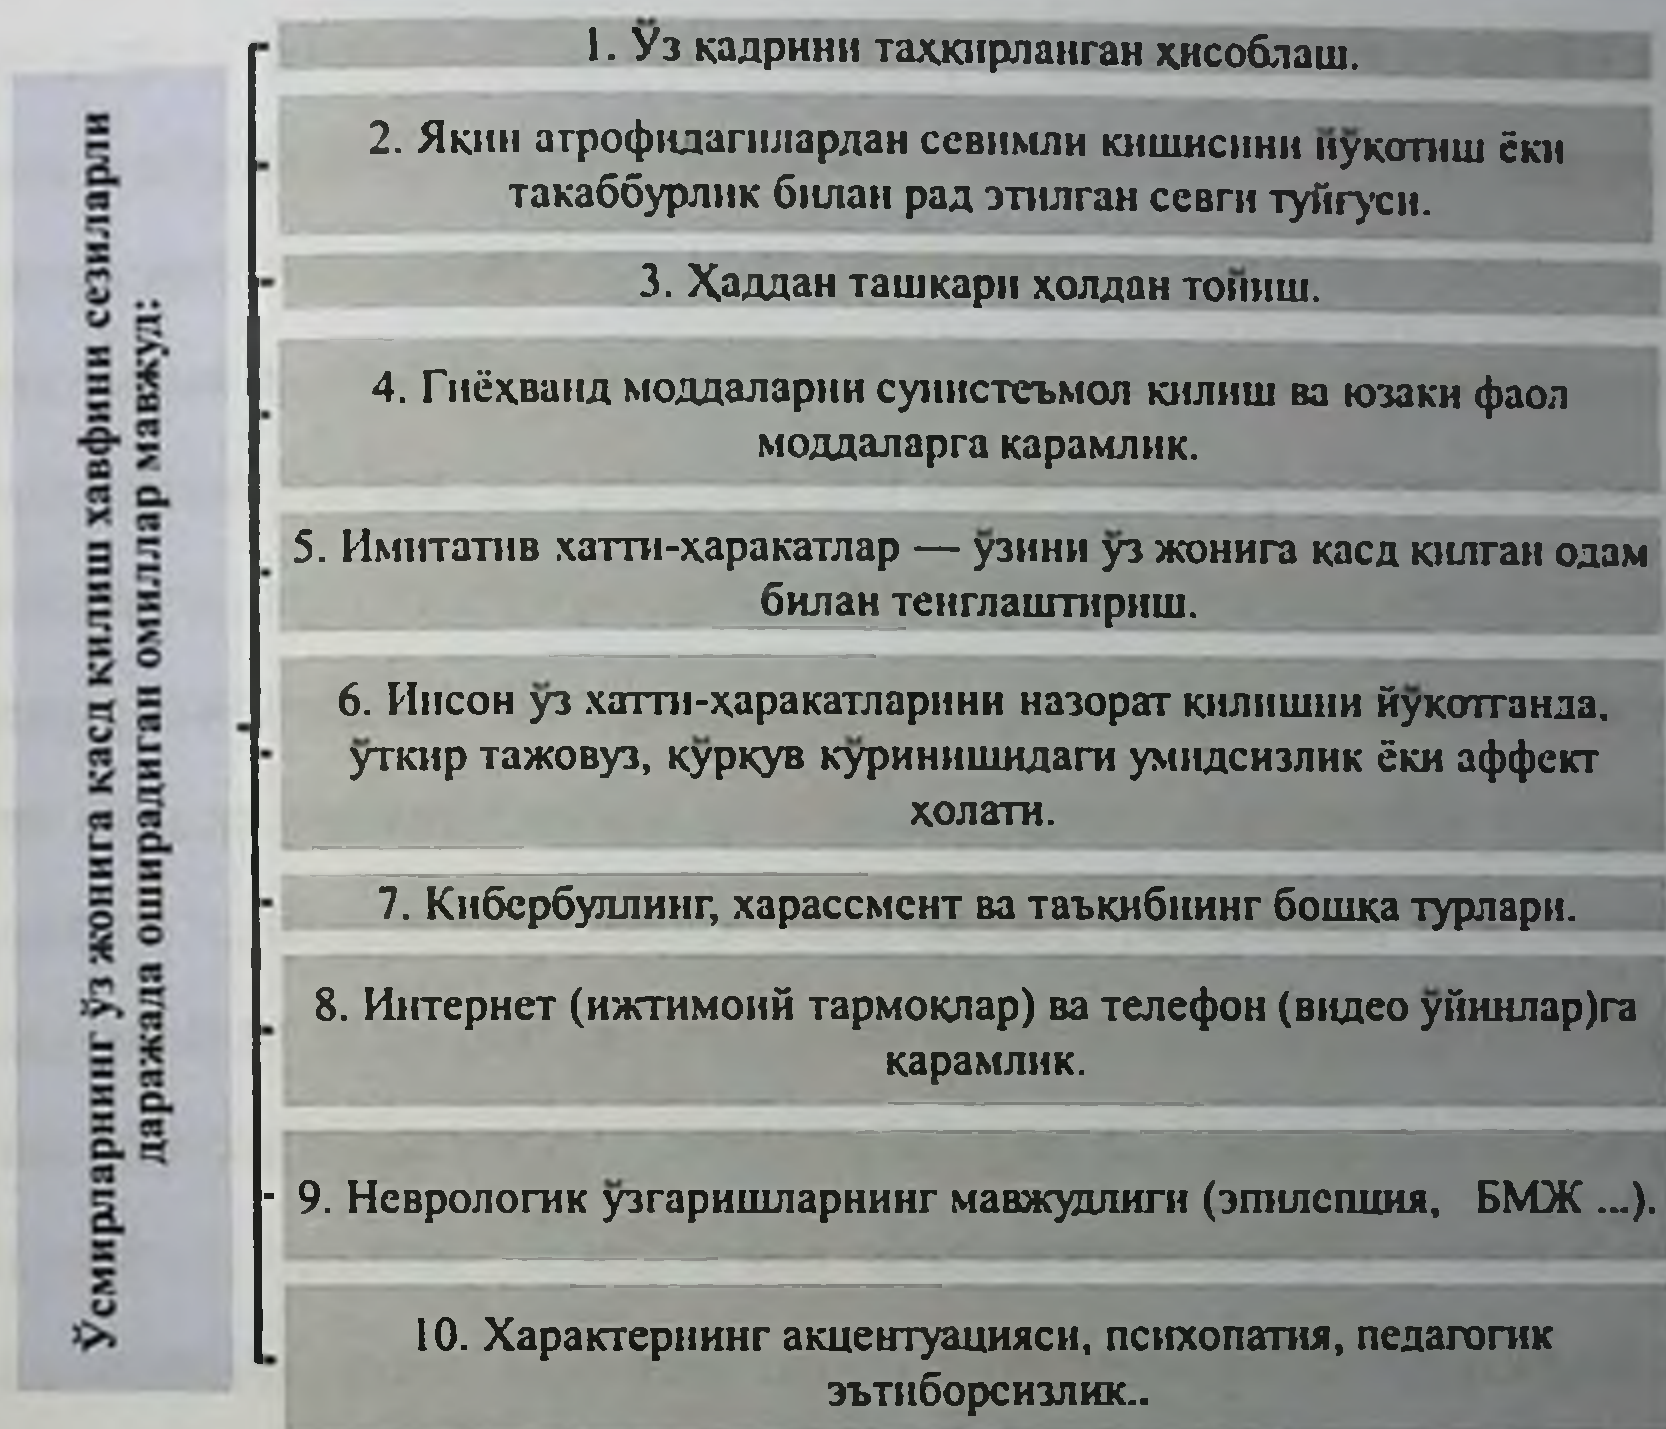 Ўсмирларнинг ўз жонига қасд қилиш хавфини сезиларли
даражада оширадиган омиллар мавжуд:
1. Ўз қадрини таҳқирланган ҳисоблаш.
2. Яқин атрофидагилардан севимли кишисини йўқотиш ёки
такаббурлик билан рад этилган севги туйғуси.
3. Ҳаддан ташкари ҳолдан тойиш.
4. Гиёҳванд моддаларни суиистеъмол қилиш ва юзаки фаол
моддаларга қарамлик.
5. Имитатив хатти-ҳаракатлар — ўзини ўз жонига қасд қилган одам
билан тенглаштириш.
6. Инсон ўз хатти-ҳаракатларини назорат қилишни йўқотганда,
ўткир тажовуз, қўрқув кўринишидаги умидсизлик ёки аффект
ҳолати.
7. Кибербуллинг, харассмент ва таъқибнинг бошқа турлари.
8. Интернет (ижтимоий тармоқлар) ва телефон (видео ўйинлар)га
қарамлик.
9. Неврологик ўзгаришларнинг мавжудлиги (эпилепция, БМЖ ...).
10. Характернинг акцентуацияси, психопатия, педагогик
эътиборсизлик..